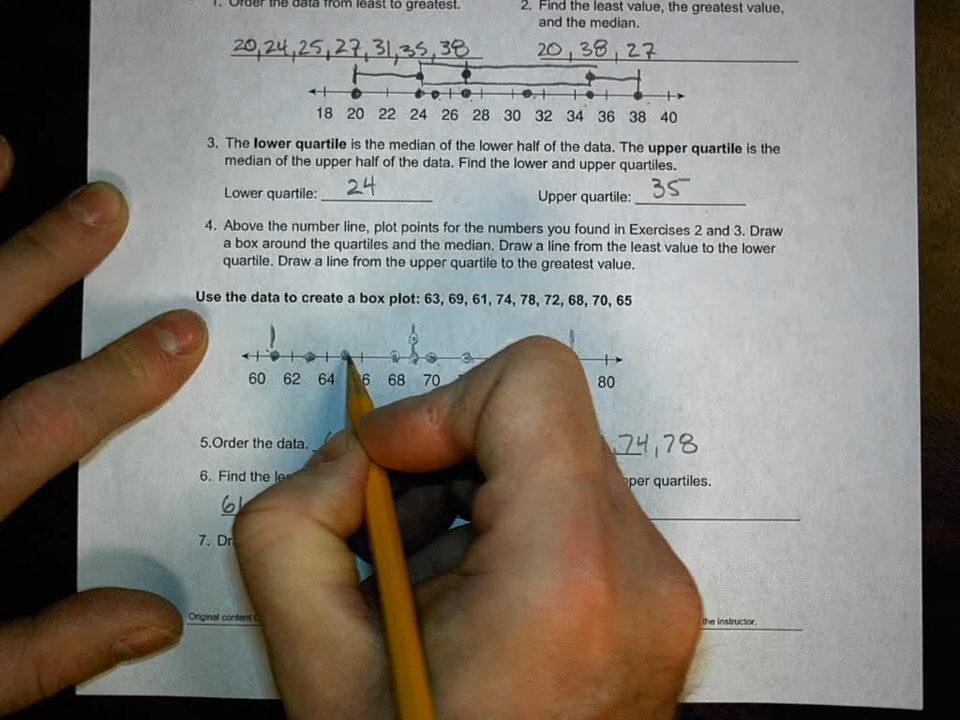 1. Order the data from least to greatest.
2. Find the least value, the greatest value, and the median.
20,24,25,27,31,35,38
20, 38, 27
18 20 22 24 26 28 30 32 34 36 38 40
3. The lower quartile is the median of the lower half of the data. The upper quartile is the
median of the upper half of the data. Find the lower and upper quartiles.
Lower quartile: 24 Upper quartile: 35
4. Above the number line, plot points for the numbers you found in Exercises 2 and 3. Draw
a box around the quartiles and the median. Draw a line from the least value to the lower
quartile. Draw a line from the upper quartile to the greatest value.
Use the data to create a box plot: 63, 69, 61, 74, 78, 72, 68, 70, 65
60 62 64 6 68 70 80
5.Order the data. ,74,78
6. Find the quartiles.
61
7.
Original content the instructor.